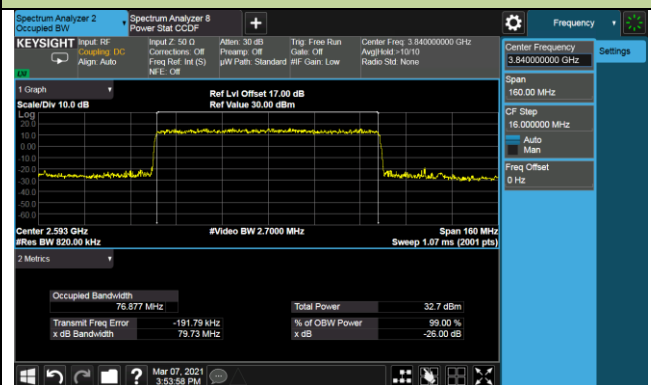 Spectrum Analyzer 2
Occupied BW
Spectrum Analyzer 8
Power Stat CCDF
Frequency
KEYSIGHT
Input: RF
Coupling: DC
Align: Auto
Input Z: 50 Ω
Corrections: Off
Freq Ref: Int (S)
NFE: Off
Atten: 30 dB
Preamp: Off
µW Path: Standard
Trig: Free Run
Gate: Off
#IF Gain: Low
Center Freq: 3.840000000 GHz
Avg|Hold:>10/10
Radio Std: None
Center Frequency
3.840000000 GHz
Settings
Span
160.00 MHz
CF Step
16.000000 MHz
Auto
Man
Freq Offset
0 Hz
1 Graph
Scale/Div 10.0 dB
Ref Lvl Offset 17.00 dB
Ref Value 30.00 dBm
Log
20.0
10.0
0.00
-10.0
-20.0
-30.0
-40.0
-50.0
-60.0
Center 2.593 GHz
#Res BW 820.00 kHz
#Video BW 2.7000 MHz
Span 160 MHz
Sweep 1.07 ms (2001 pts)
2 Metrics
Occupied Bandwidth
76.877 MHz
Total Power
32.7 dBm
Transmit Freq Error
-191.79 kHz
% of OBW Power
99.00 %
x dB Bandwidth
79.73 MHz
x dB
-26.00 dB
Mar 07, 2021
3:53:58 PM